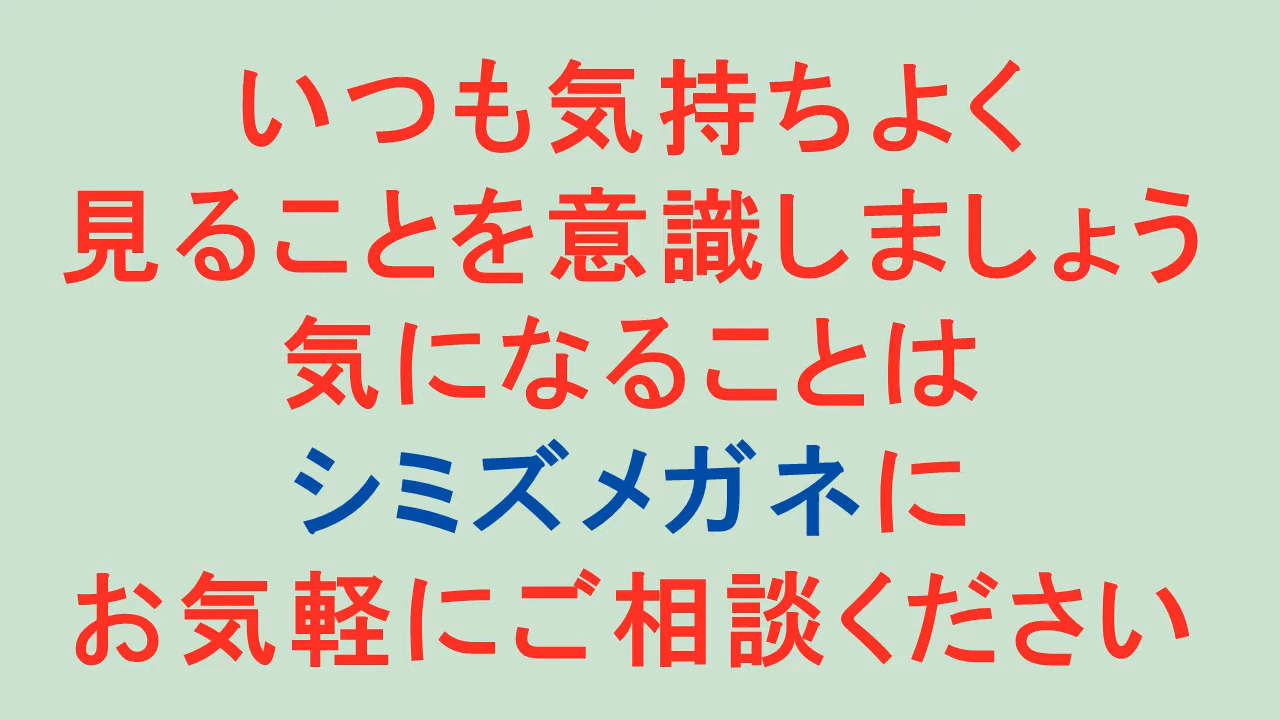 いつも気持ちよく
見ることを意識しましょう
気になることは
シミズメガネに
お気軽にご相談ください